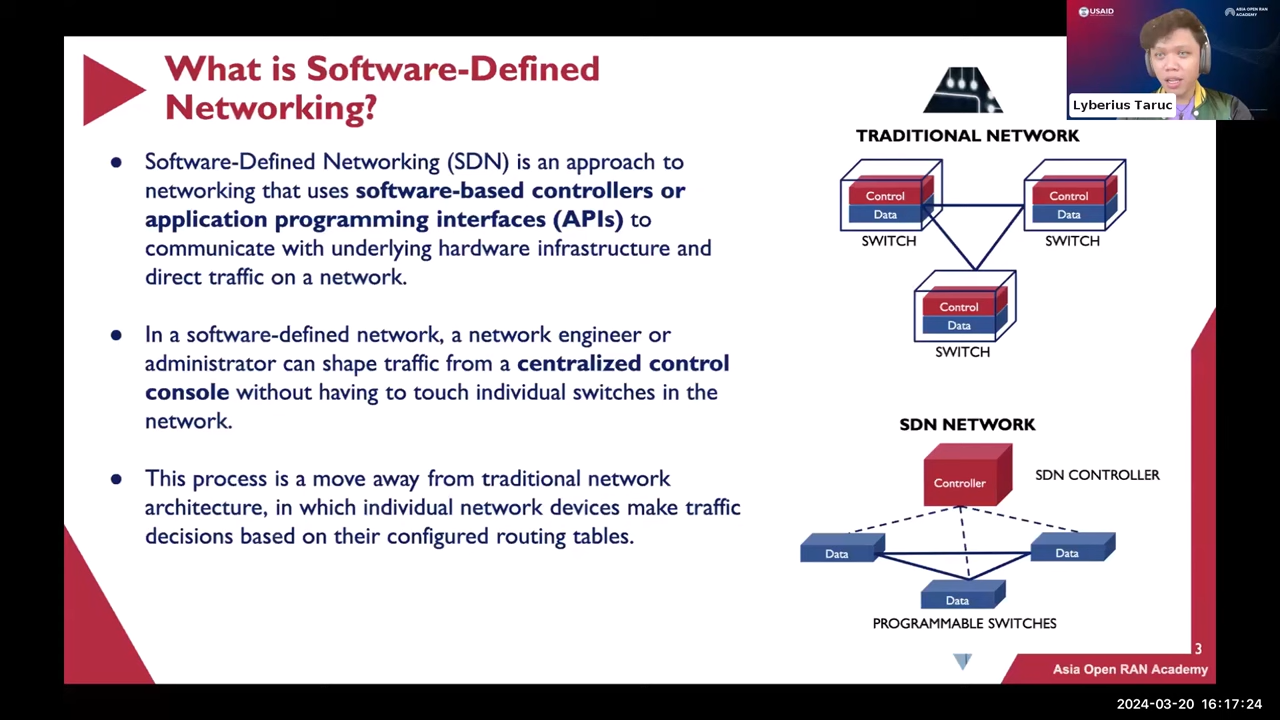 What is Software-Defined
Networking?
● Software-Defined Networking (SDN) is an approach to
networking that uses software-based controllers or
application programming interfaces (APIs) to
communicate with underlying hardware infrastructure and
direct traffic on a network.
● In a software-defined network, a network engineer or
administrator can shape traffic from a centralized control
console without having to touch individual switches in the
network.
● This process is a move away from traditional network
architecture, in which individual network devices make traffic
decisions based on their configured routing tables.
TRADITIONAL NETWORK
Control
Data
SWITCH
Control
Data
SWITCH
Control
Data
SWITCH
SDN NETWORK
Controller
SDN CONTROLLER
Data
Data
Data
PROGRAMMABLE SWITCHES
3
Asia Open RAN Academy
USAID
ASIA OPEN RAN
ACADEMY
Lyberius Taruc
2024-03-20 16:17:24